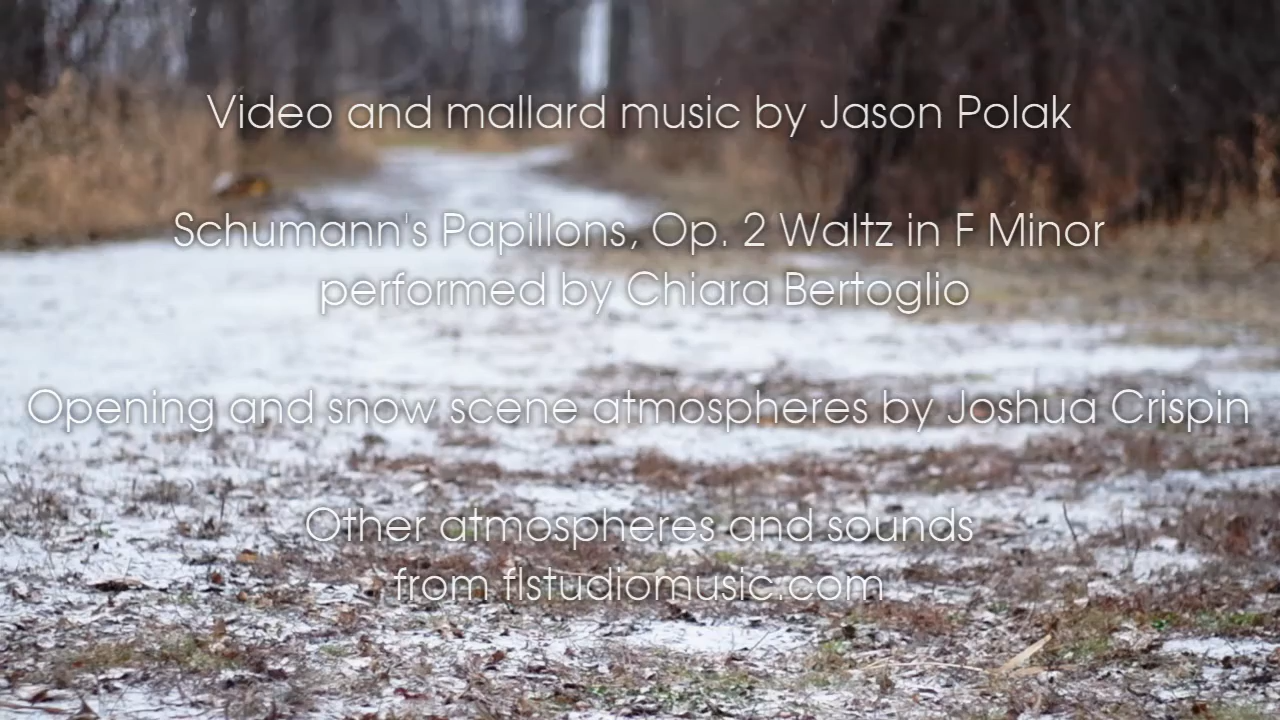 Video and mallard music by Jason Polak
Schumann's Papillons, Op. 2 Waltz in F Minor
performed by Chiara Bertoglio
Opening and snow scene atmospheres by Joshua Crispin
Other atmospheres and sounds
from flstudiomusic.com